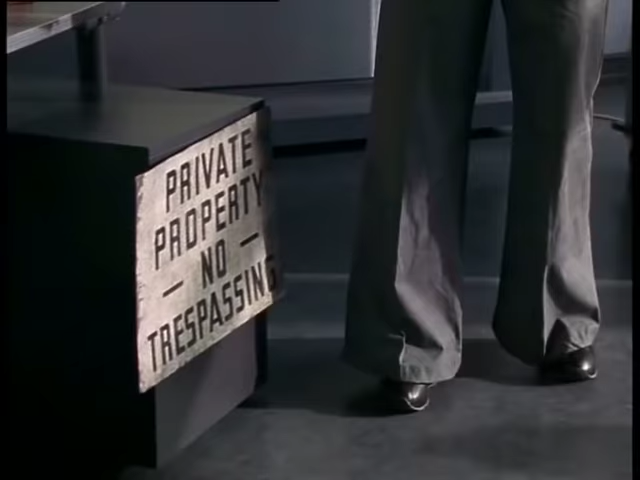 PRIVATE
PROPERTY
— NO —
TRESPASSING